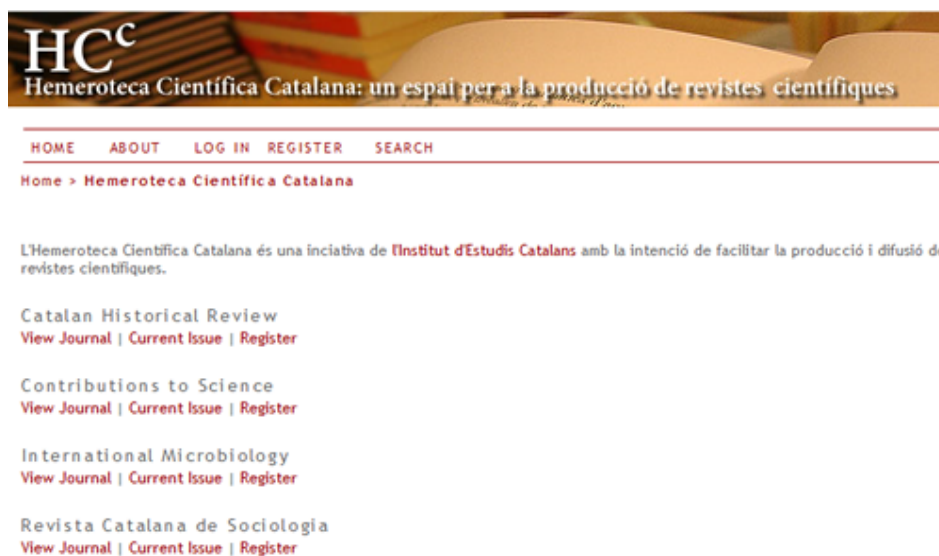 HCc
Hemeroteca Científica Catalana: un espai per a la producció de revistes científiques
HOME ABOUT LOG IN REGISTER SEARCH
Home > Hemeroteca Científica Catalana
L'Hemeroteca Científica Catalana és una inciativa de l'Institut d'Estudis Catalans amb la intenció de facilitar la producció i difusió de
revistes científiques.
Catalan Historical Review
View Journal | Current Issue | Register
Contributions to Science
View Journal | Current Issue | Register
International Microbiology
View Journal | Current Issue | Register
Revista Catalana de Sociologia
View Journal | Current Issue | Register